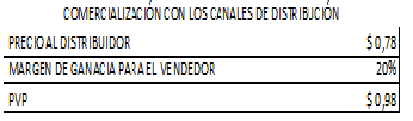 COMERCIALIZACIÓN CON LOS CANALES DE DISTRIBUCIÓN
PRECIO AL DISTRIBUIDOR $ 0,78
MARGEN DE GANACIA PARA EL VENDEDOR 20%
PVP $ 0,98